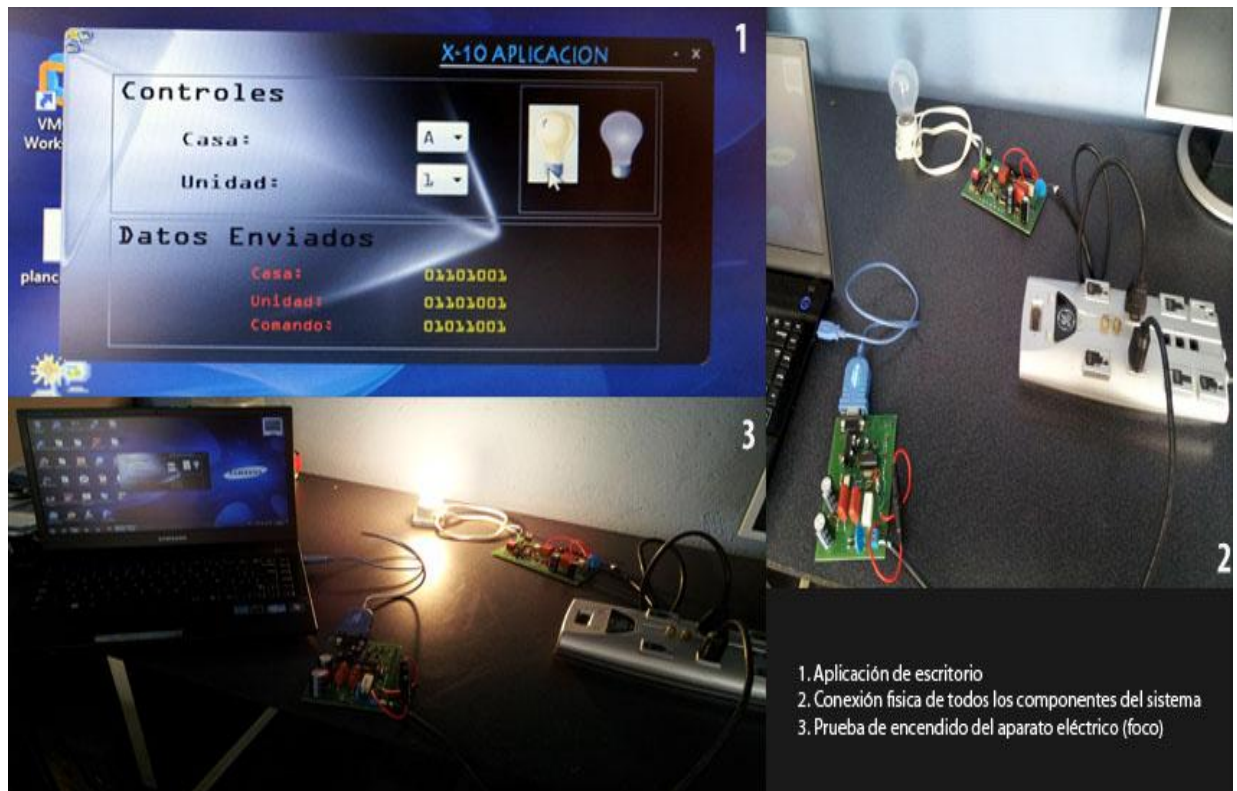 X-10 APLICACION
- x
1
Controles
Casa:
A
Unidad:
1
Datos Enviados
Casa:
01101001
Unidad:
01101001
Comando:
01011001
VM
Work
planc
2
3
SAMSUNG
SAMSUNG
1. Aplicación de escritorio
2. Conexión fisica de todos los componentes del sistema
3. Prueba de encendido del aparato eléctrico (foco)